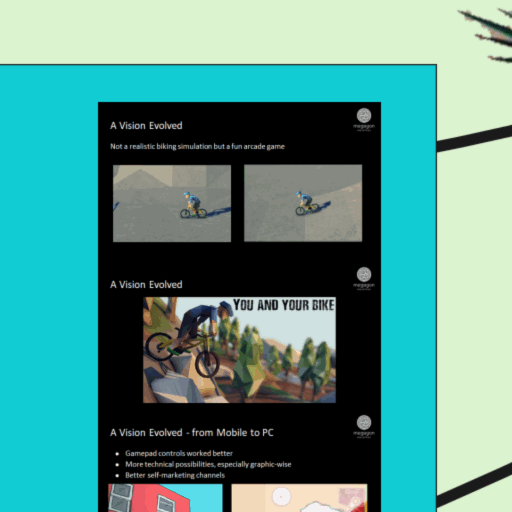 A Vision Evolved
megagon
Not a realistic biking simulation but a fun arcade game
A Vision Evolved
megagon
YOU AND YOUR BIKE
A Vision Evolved - from Mobile to PC
megagon
Gamepad controls worked better
More technical possibilities, especially graphic-wise
Better self-marketing channels